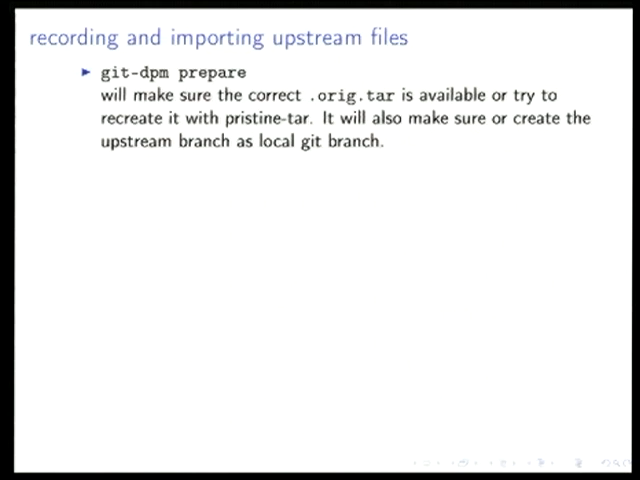 recording and importing upstream files
git-dpm prepare
will make sure the correct .orig.tar is available or try to
recreate it with pristine-tar. It will also make sure or create the
upstream branch as local git branch.